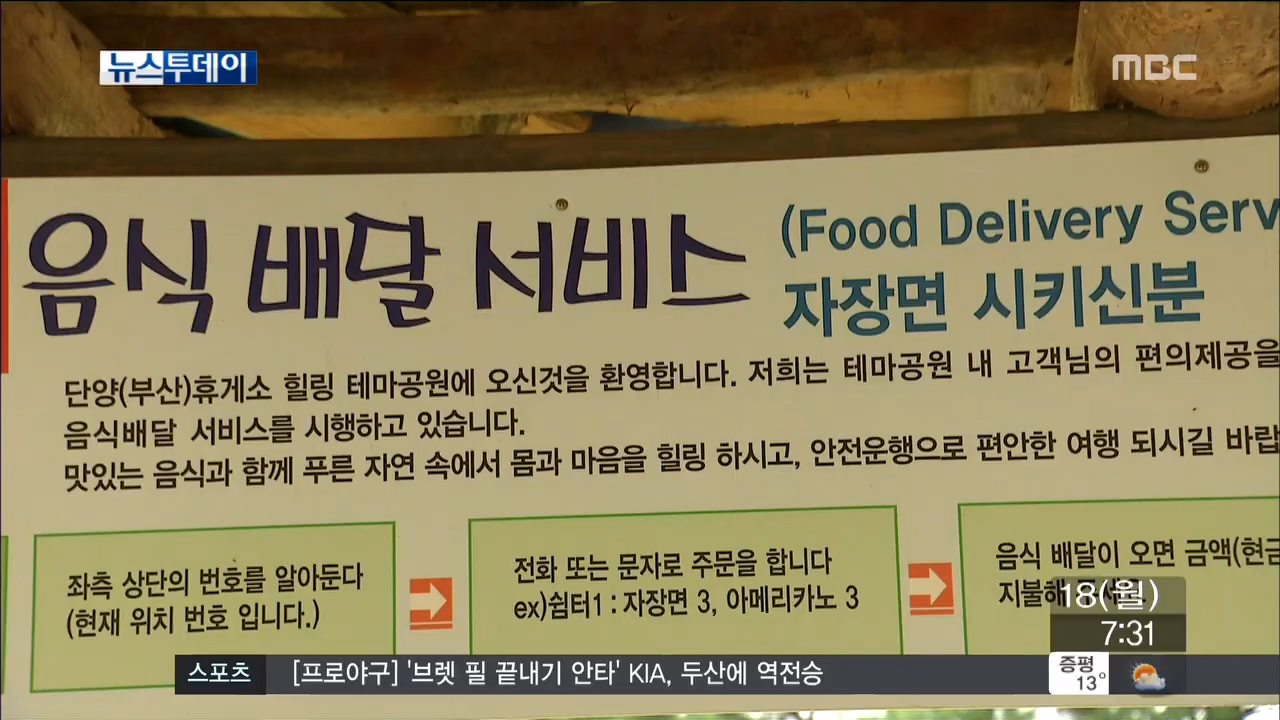 뉴스투데이
MBC
음식 배달 서비스
(Food Delivery Serv
자장면 시키신분
단양(부산)휴게소 힐링 테마공원에 오신것을 환영합니다. 저희는 테마공원 내 고객님의 편의제공을
음식배달 서비스를 시행하고 있습니다.
맛있는 음식과 함께 푸른 자연 속에서 몸과 마음을 힐링 하시고, 안전운행으로 편안한 여행 되시길 바랍
좌측 상단의 번호를 알아둔다
(현재 위치 번호 입니다.)
전화 또는 문자로 주문을 합니다
ex)쉼터1 : 자장면 3, 아메리카노 3
음식 배달이 오면 금액(현금
지불해
18(월)
7:31
스포츠 [프로야구] '브렛 필 끝내기 안타' KIA, 두산에 역전승
증평
13°